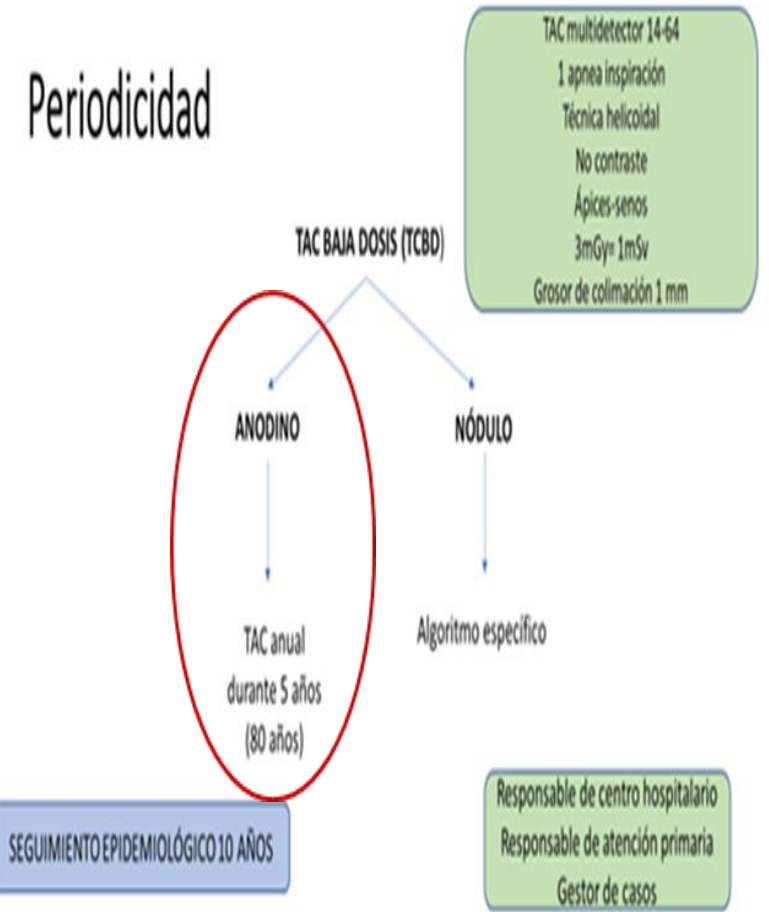 TAC multidetector 14-64
1 apnea inspiración
Técnica helicoidal
No contraste
Ápices-senos
3mGy= 1mSv
Grosor de colimación 1 mm
Periodicidad
TAC BAJA DOSIS (TCBD)
ANODINO
NÓDULO
TAC anual
durante 5 años
(80 años)
Algoritmo específico
SEGUIMIENTO EPIDEMIOLÓGICO 10 AÑOS
Responsable de centro hospitalario
Responsable de atención primaria
Gestor de casos